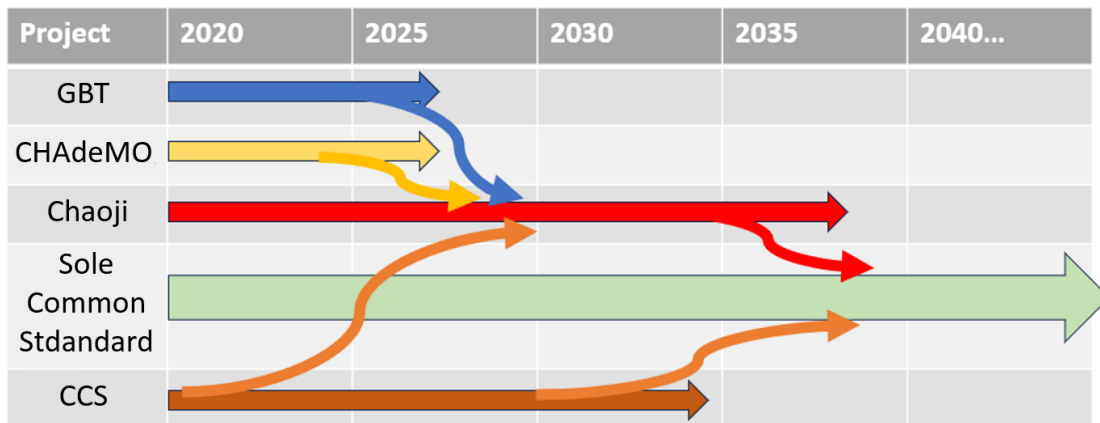 Project 2020 2025 2030 2035 2040...
GBT
CHAdeMO
Chaoji
Sole
Common
Stdandard
CCS